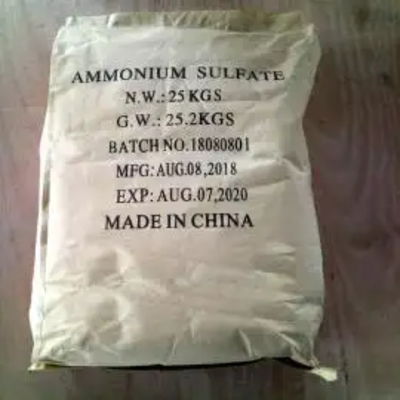 AMMONIUM SULFATE
N.W.: 25 KGS
G.W.: 25.2KGS
BATCH NO.18080801
MFG: AUG.08,2018
EXP: AUG.07,2020
MADE IN CHINA